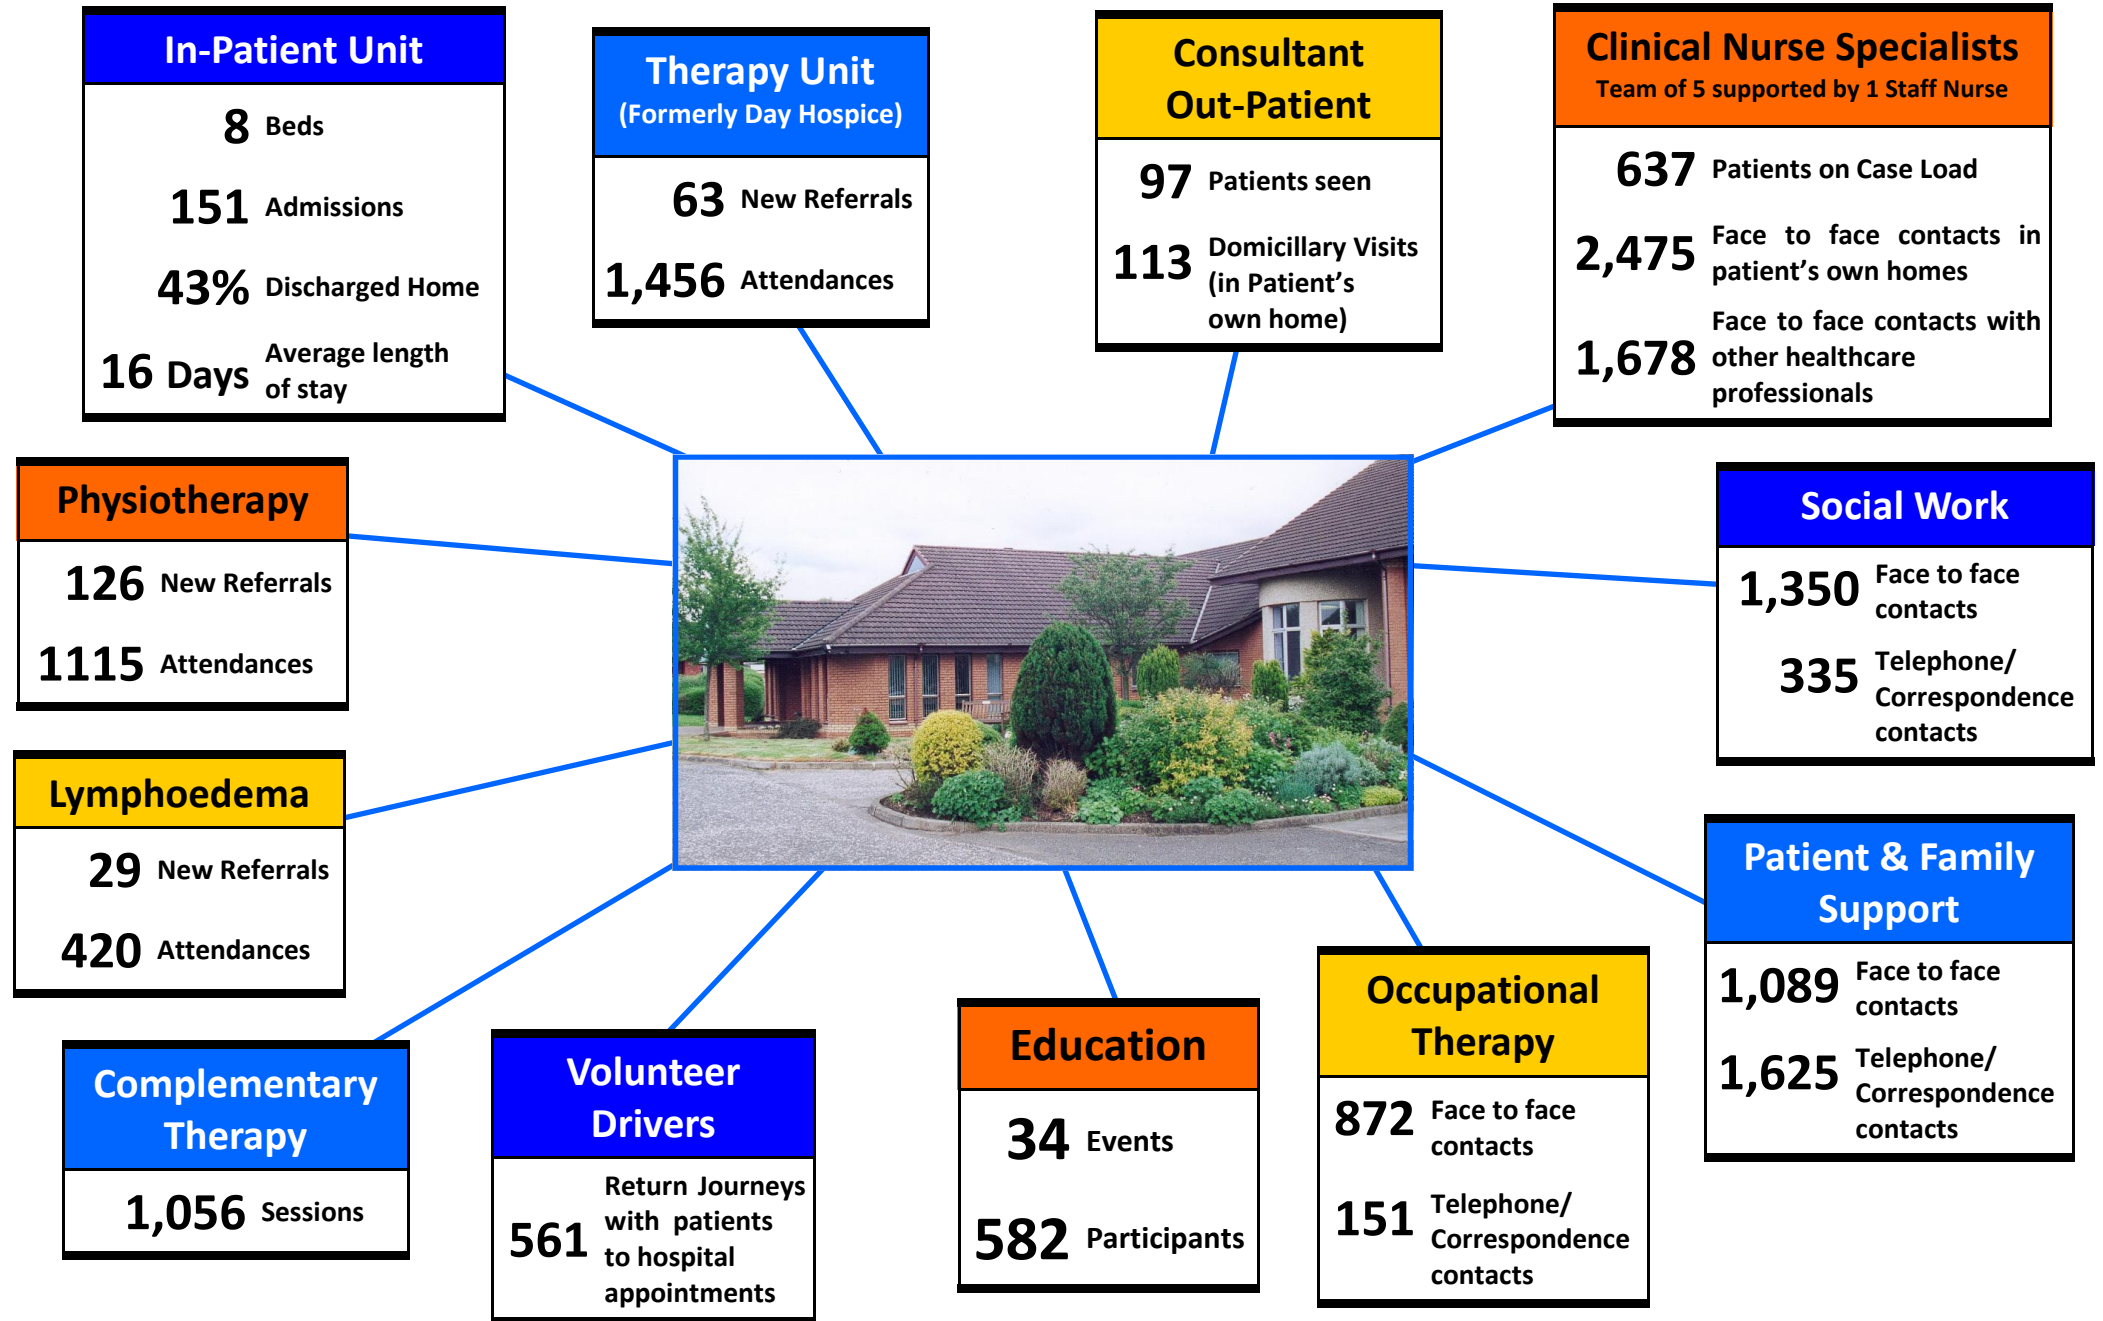 In-Patient Unit
8 Beds
151 Admissions
43% Discharged Home
16 Days Average length
of stay
Therapy Unit
(Formerly Day Hospice)
63 New Referrals
1,456 Attendances
Consultant
Out-Patient
97 Patients seen
113 Domicillary Visits
(in Patient's
own home)
Clinical Nurse Specialists
Team of 5 supported by 1 Staff Nurse
637 Patients on Case Load
2,475 Face to face contacts in
patient's own homes
1,678 Face to face contacts with
other healthcare
professionals
Physiotherapy
126 New Referrals
1115 Attendances
Social Work
1,350 Face to face
contacts
335 Telephone/
Correspondence
contacts
Lymphoedema
29 New Referrals
420 Attendances
Patient & Family
Support
1,089 Face to face
contacts
1,625 Telephone/
Correspondence
contacts
Complementary
Therapy
1,056 Sessions
Volunteer
Drivers
561 Return Journeys
with patients
to hospital
appointments
Education
34 Events
582 Participants
Occupational
Therapy
872 Face to face
contacts
151 Telephone/
Correspondence
contacts